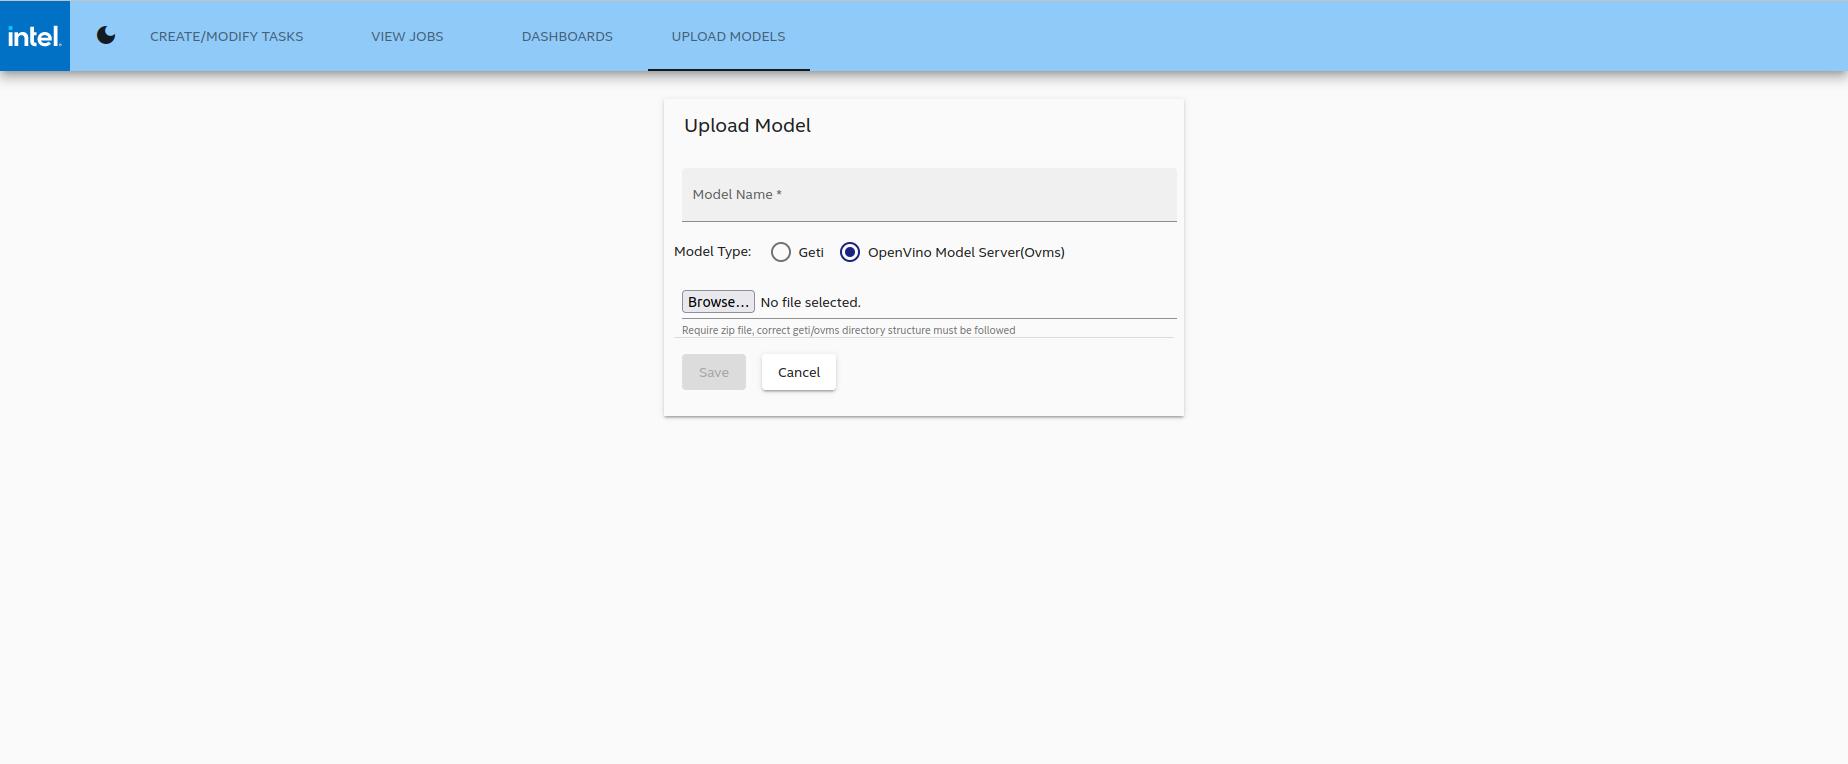 intel.
CREATE/MODIFY TASKS
VIEW JOBS
DASHBOARDS
UPLOAD MODELS
Upload Model
Model Name *
Model Type: Geti OpenVino Model Server(Ovms)
Browse... No file selected.
Require zip file, correct geti/ovms directory structure must be followed
Save Cancel